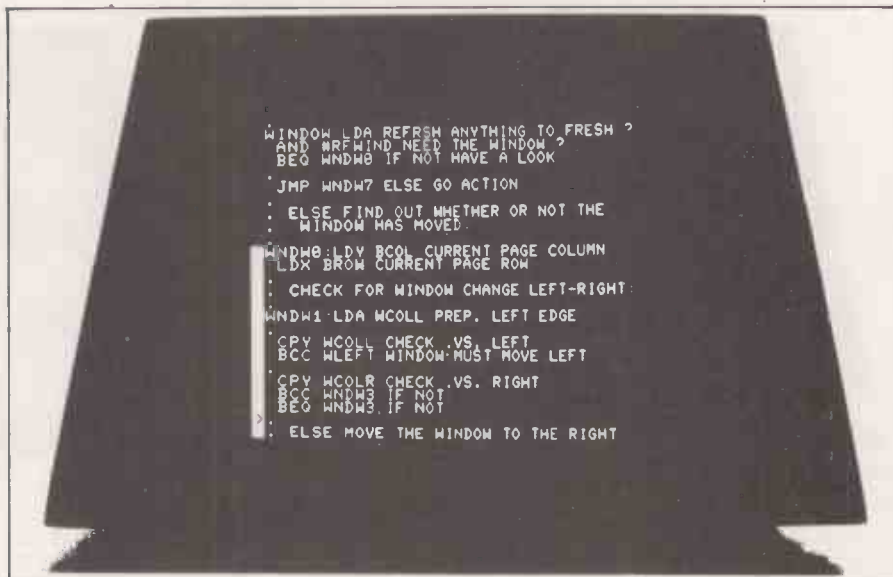 WINDOW LDA REFRSH ANYTHING TO FRESH ?
AND #RFWIND NEED THE WINDOW ?
BEQ WNDW0 IF NOT HAVE A LOOK
JMP WNDW7 ELSE GO ACTION
ELSE FIND OUT WHETHER OR NOT THE
WINDOW HAS MOVED.
WNDW0:LDY BCOL CURRENT PAGE COLUMN
LDX BROW CURRENT PAGE ROW
CHECK FOR WINDOW CHANGE LEFT-RIGHT:
WNDW1:LDA WCOLL PREP. LEFT EDGE
CPY WCOLL CHECK .VS. LEFT
BCC WLEFT WINDOW MUST MOVE LEFT
CPY WCOLR CHECK .VS. RIGHT
BCC WNDW3 IF NOT
BEQ WNDW3 IF NOT
> ELSE MOVE THE WINDOW TO THE RIGHT